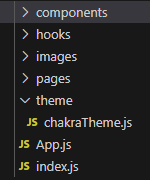 components
hooks
images
pages
theme
JS chakraTheme.js
JS App.js
JS index.js